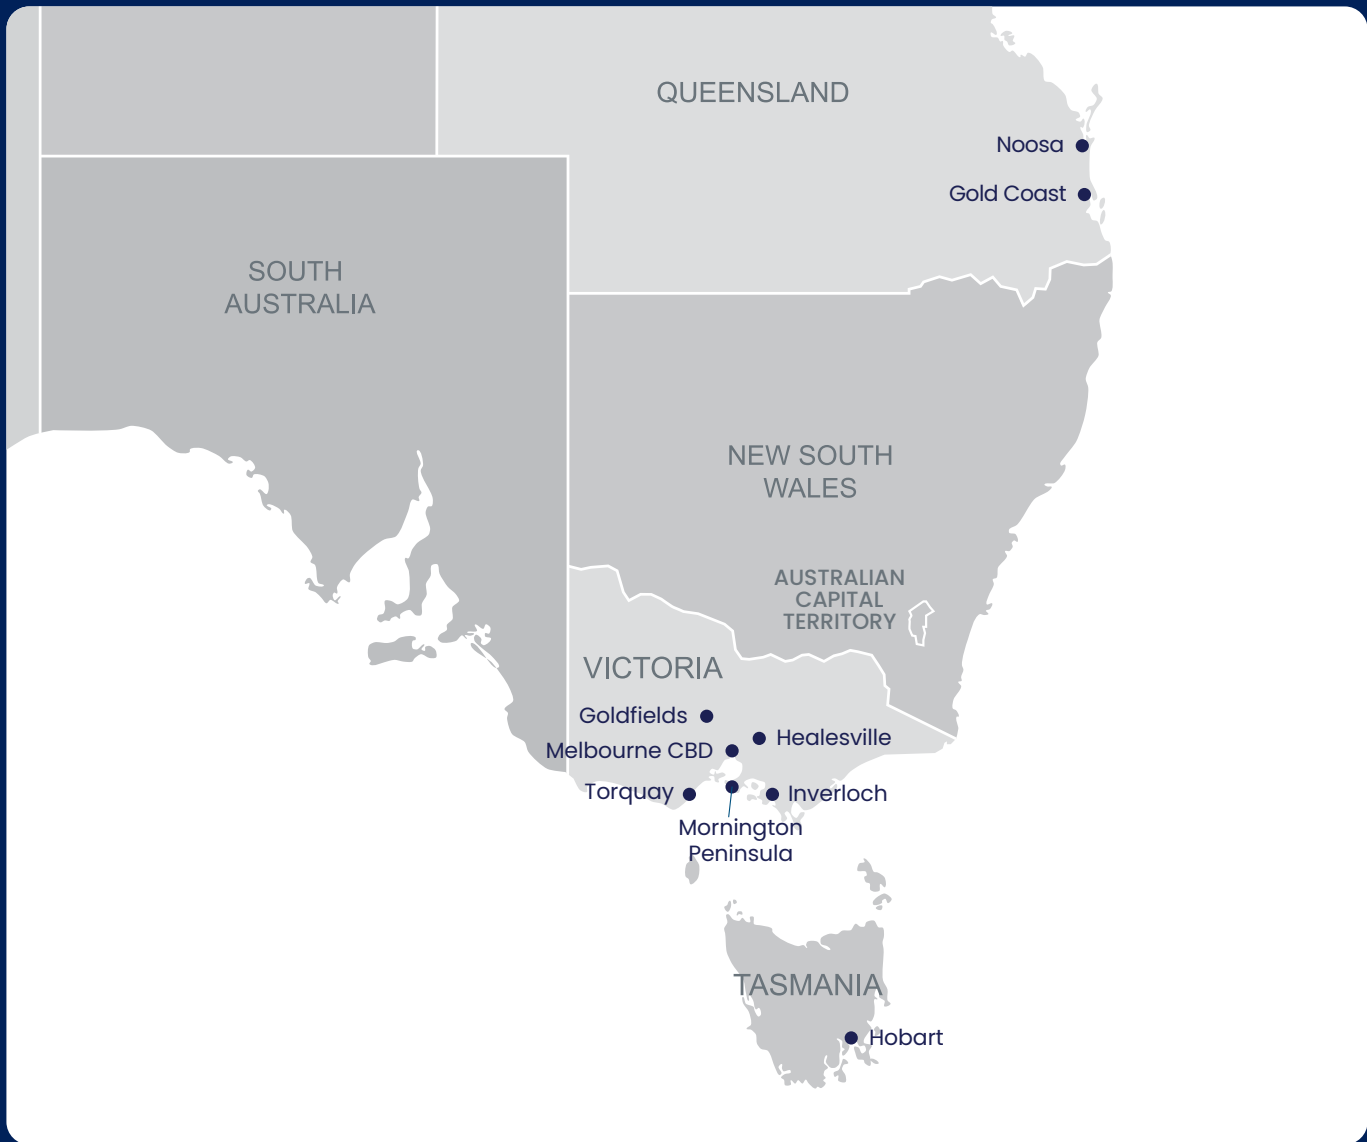 QUEENSLAND
Noosa
Gold Coast
SOUTH
AUSTRALIA
NEW SOUTH
WALES
AUSTRALIAN
CAPITAL
TERRITORY
VICTORIA
Goldfields
Healesville
Melbourne CBD
Torquay
Inverloch
Mornington
Peninsula
TASMANIA
Hobart